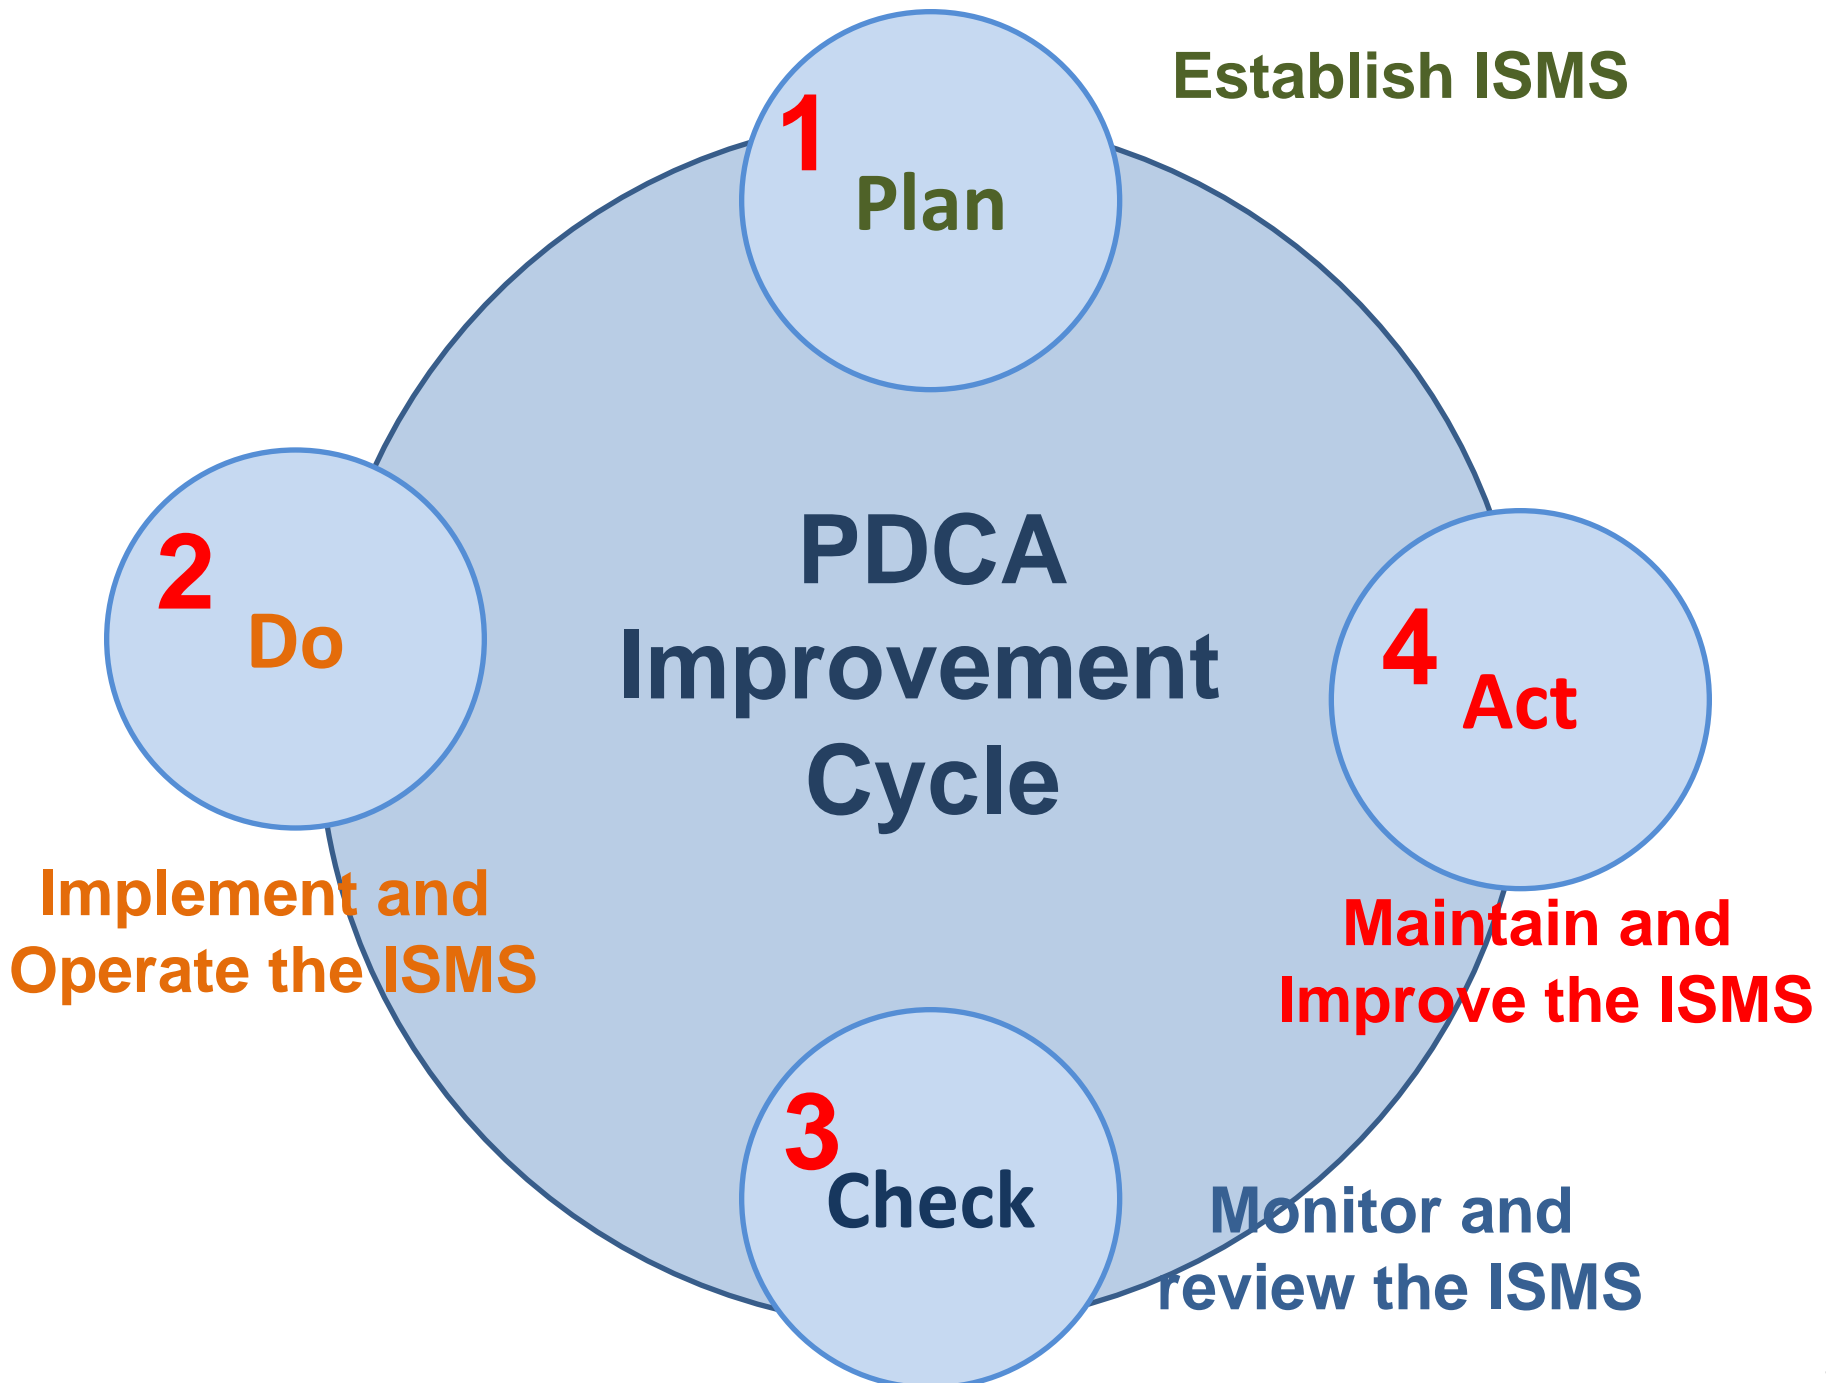 Establish ISMS
1
Plan
2
Do
PDCA
Improvement
Cycle
4
Act
Implement and
Operate the ISMS
Maintain and
Improve the ISMS
3
Check
Monitor and
review the ISMS